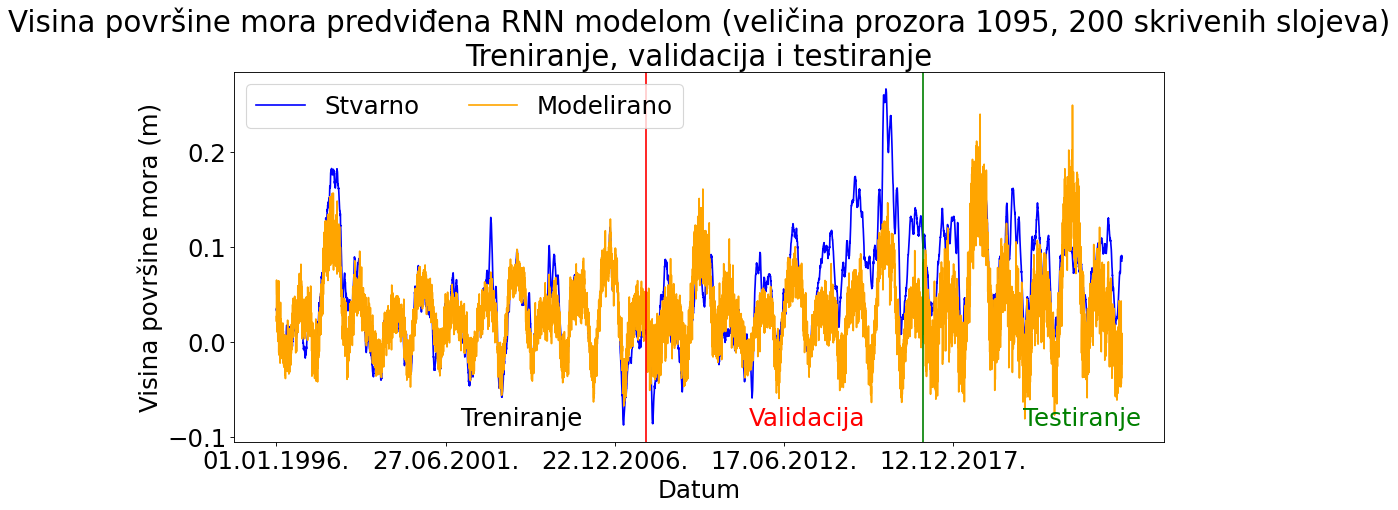 Visina površine mora predviđena RNN modelom (veličina prozora 1095, 200 skrivenih slojeva)
Treniranje, validacija i testiranje
Stvarno
Modelirano
Visina površine mora (m)
0.2
0.1
0.0
−0.1
Treniranje
Validacija
Testiranje
01.01.1996.
27.06.2001.
22.12.2006.
17.06.2012.
12.12.2017.
Datum